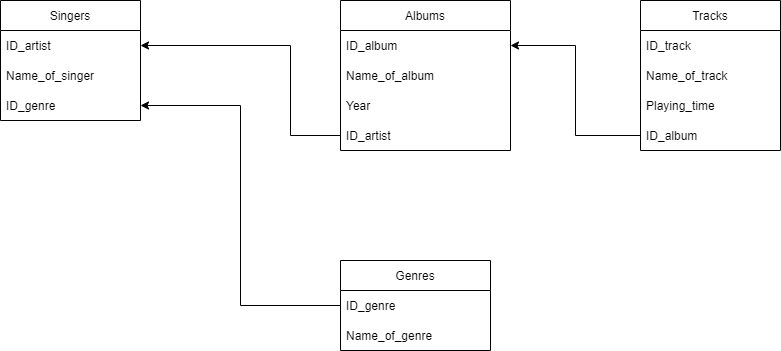 Singers
ID_artist
Name_of_singer
ID_genre
Albums
ID_album
Name_of_album
Year
ID_artist
Tracks
ID_track
Name_of_track
Playing_time
ID_album
Genres
ID_genre
Name_of_genre